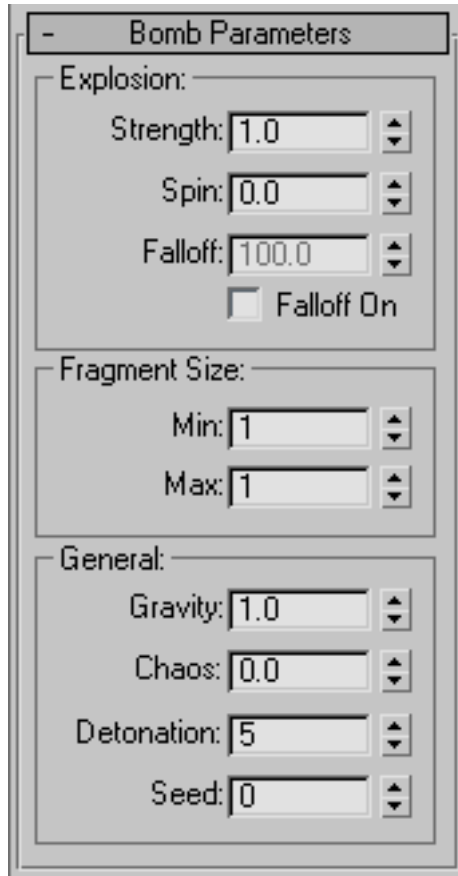 - Bomb Parameters
Explosion:
Strength: 1.0
Spin: 0.0
Falloff: 100.0
Falloff On
Fragment Size:
Min: 1
Max: 1
General:
Gravity: 1.0
Chaos: 0.0
Detonation: 5
Seed: 0